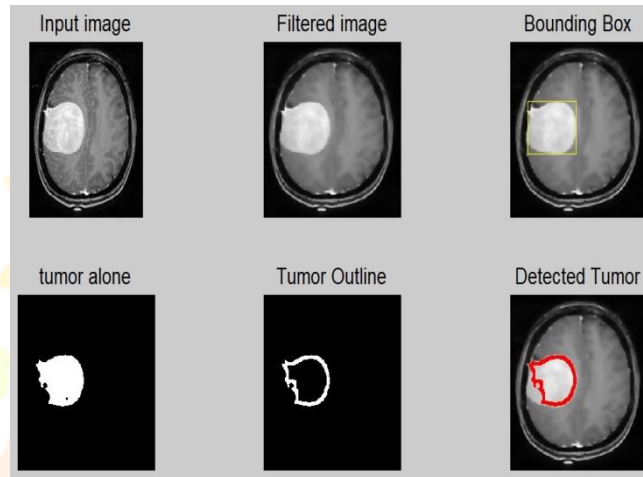 Input image
Filtered image
Bounding Box
tumor alone
Tumor Outline
Detected Tumor